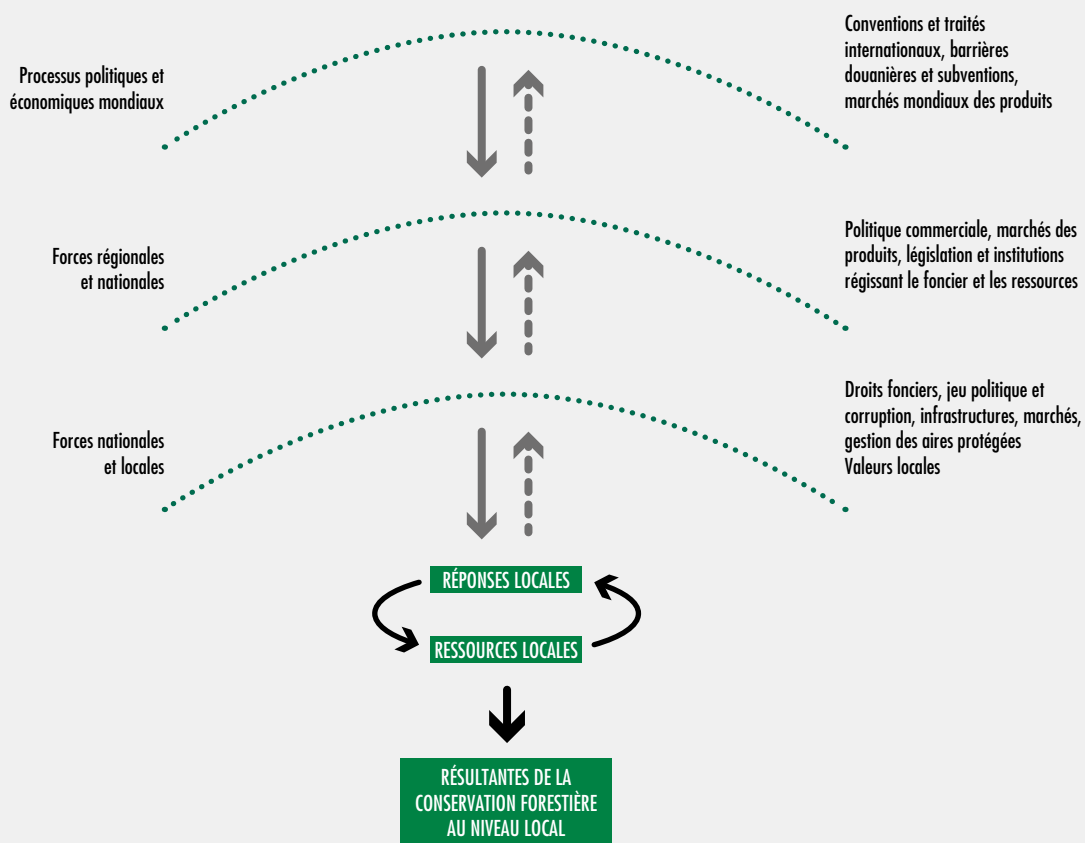 Processus politiques et
économiques mondiaux
Conventions et traités
internationaux, barrières
douanières et subventions,
marchés mondiaux des produits
Forces régionales
et nationales
Politique commerciale, marchés des
produits, législation et institutions
régissant le foncier et les ressources
Forces nationales
et locales
Droits fonciers, jeu politique et
corruption, infrastructures, marchés,
gestion des aires protégées
Valeurs locales
RÉPONSES LOCALES
RESSOURCES LOCALES
RÉSULTANTES DE LA
CONSERVATION FORESTIÈRE
AU NIVEAU LOCAL